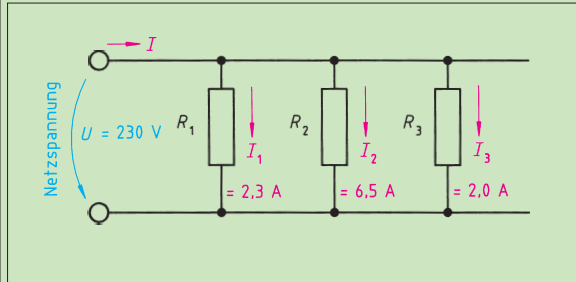 I
Netzspannung
U = 230 V
R₁
I₁
= 2,3 A
R₂
I₂
= 6,5 A
R₃
I₃
= 2,0 A